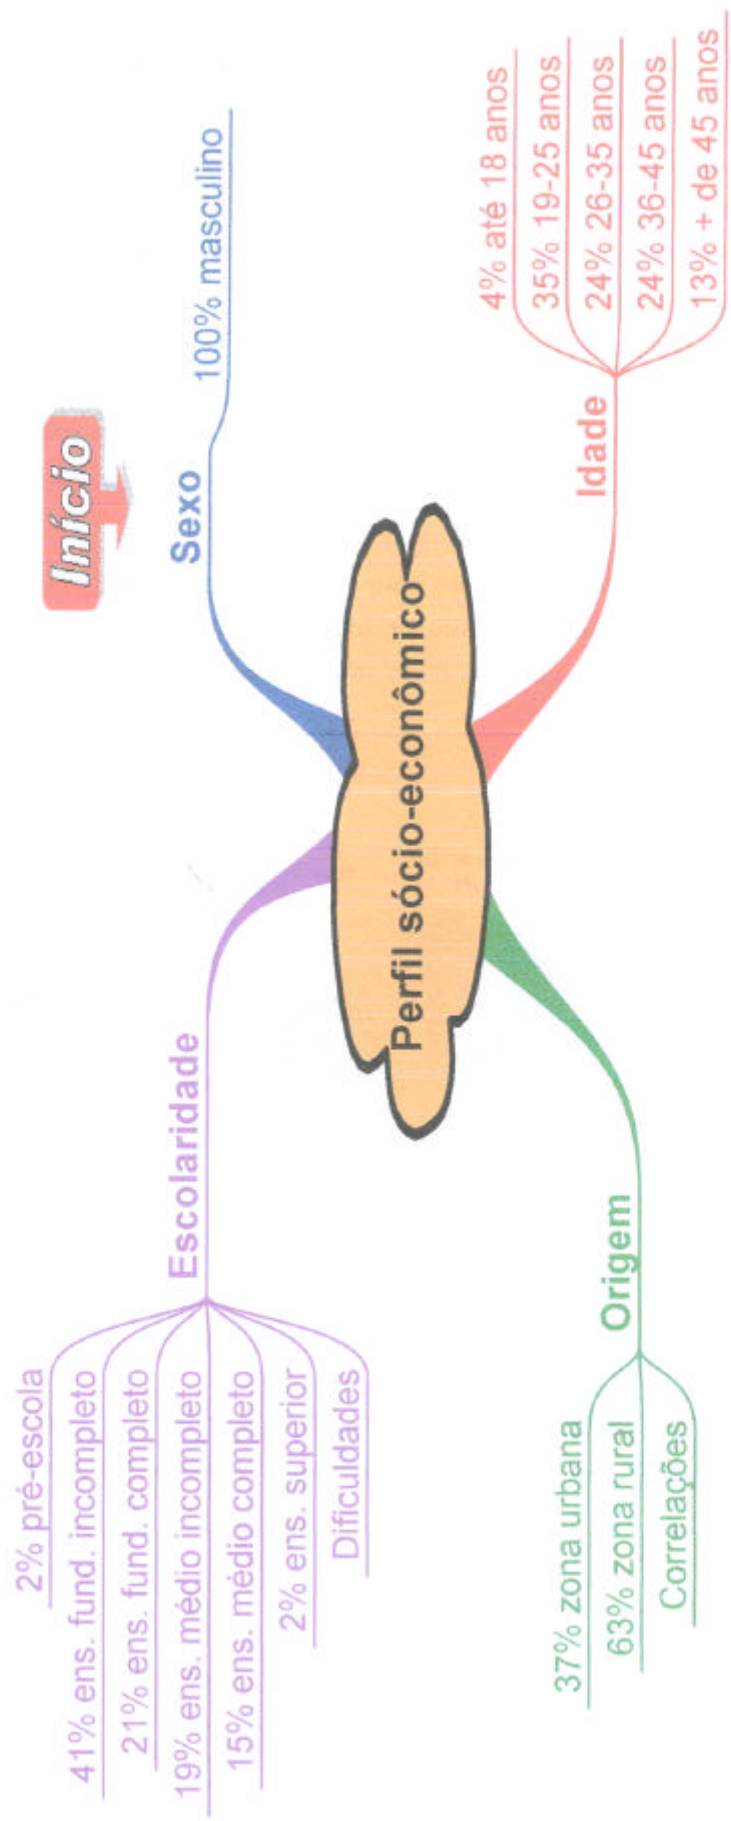 Início
Perfil sócio-econômico
Sexo
100% masculino
Idade
4% até 18 anos
35% 19-25 anos
24% 26-35 anos
24% 36-45 anos
13% + de 45 anos
Origem
37% zona urbana
63% zona rural
Correlações
Escolaridade
2% pré-escola
41% ens. fund. incompleto
21% ens. fund. completo
19% ens. médio incompleto
15% ens. médio completo
2% ens. superior
Dificuldades